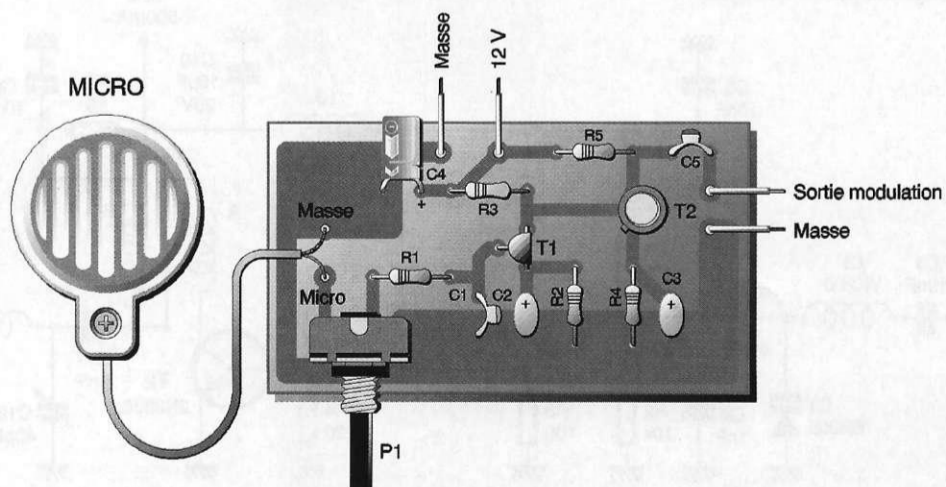 MICRO
Masse
12 V
R5
C5
C4
+
R3
Sortie modulation
T2
Masse
Masse
T1
R1
Micro
C1
C2
+
R2
R4
C3
+
P1